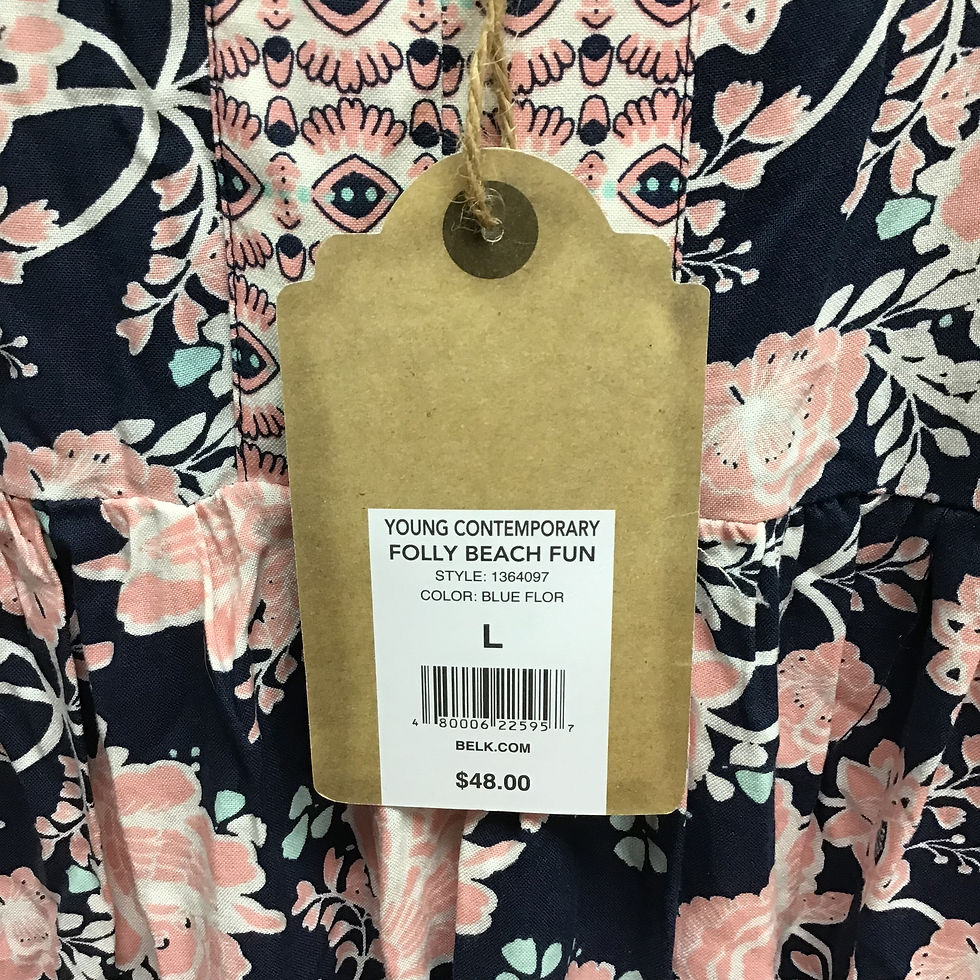 YOUNG CONTEMPORARY
FOLLY BEACH FUN
STYLE: 1364097
COLOR: BLUE FLOR
L
4 80006 22595 7
BELK.COM
$48.00